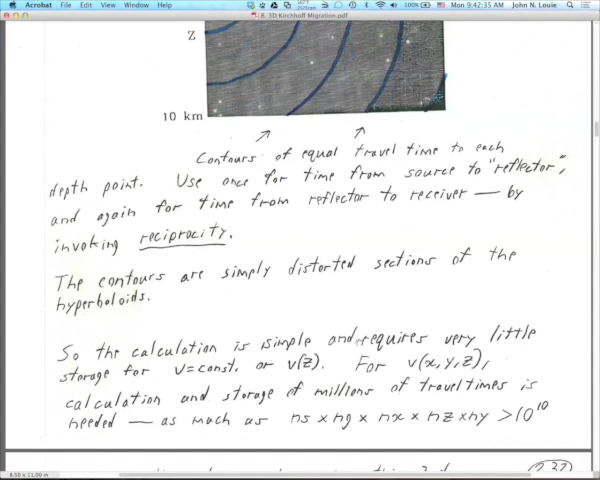 Acrobat File Edit View Window Help
100% Mon 9:42:35 AM John N. Louie
8. 3D Kirchhoff Migration.pdf
Z
10 km
Contours of equal travel time to each
depth point. Use once for time from source to "reflector",
and again for time from reflector to receiver — by
invoking reciprocity.
The contours are simply distorted sections of the
hyperboloids.
So the calculation is simple and requires very little
storage for V=const. or v(z). For v(x,y,z),
calculation and storage of millions of travel times is
needed — as much as ns x ng x nx x nz x ny >10^10
8.50 x 11.00 in
232